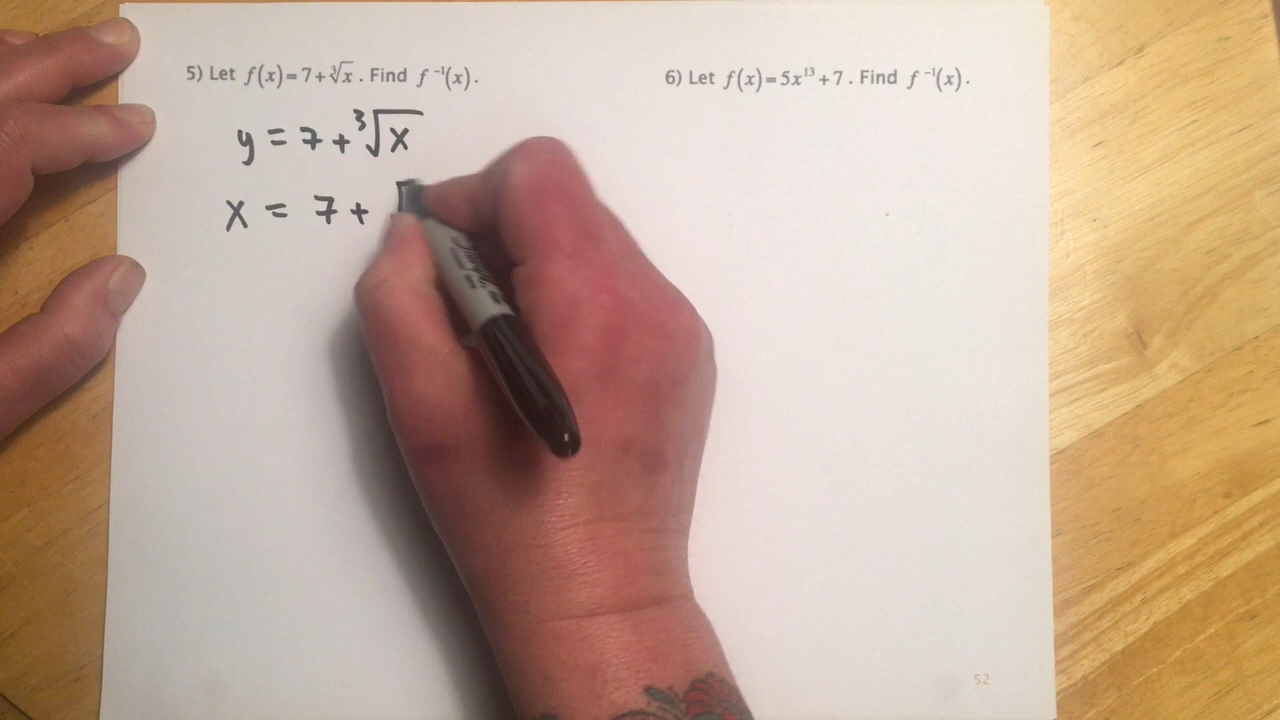 5) Let f(x)=7+∛x. Find f⁻¹(x).
y = 7 + ∛x
x = 7 +
6) Let f(x)=5x¹³+7. Find f⁻¹(x).
52